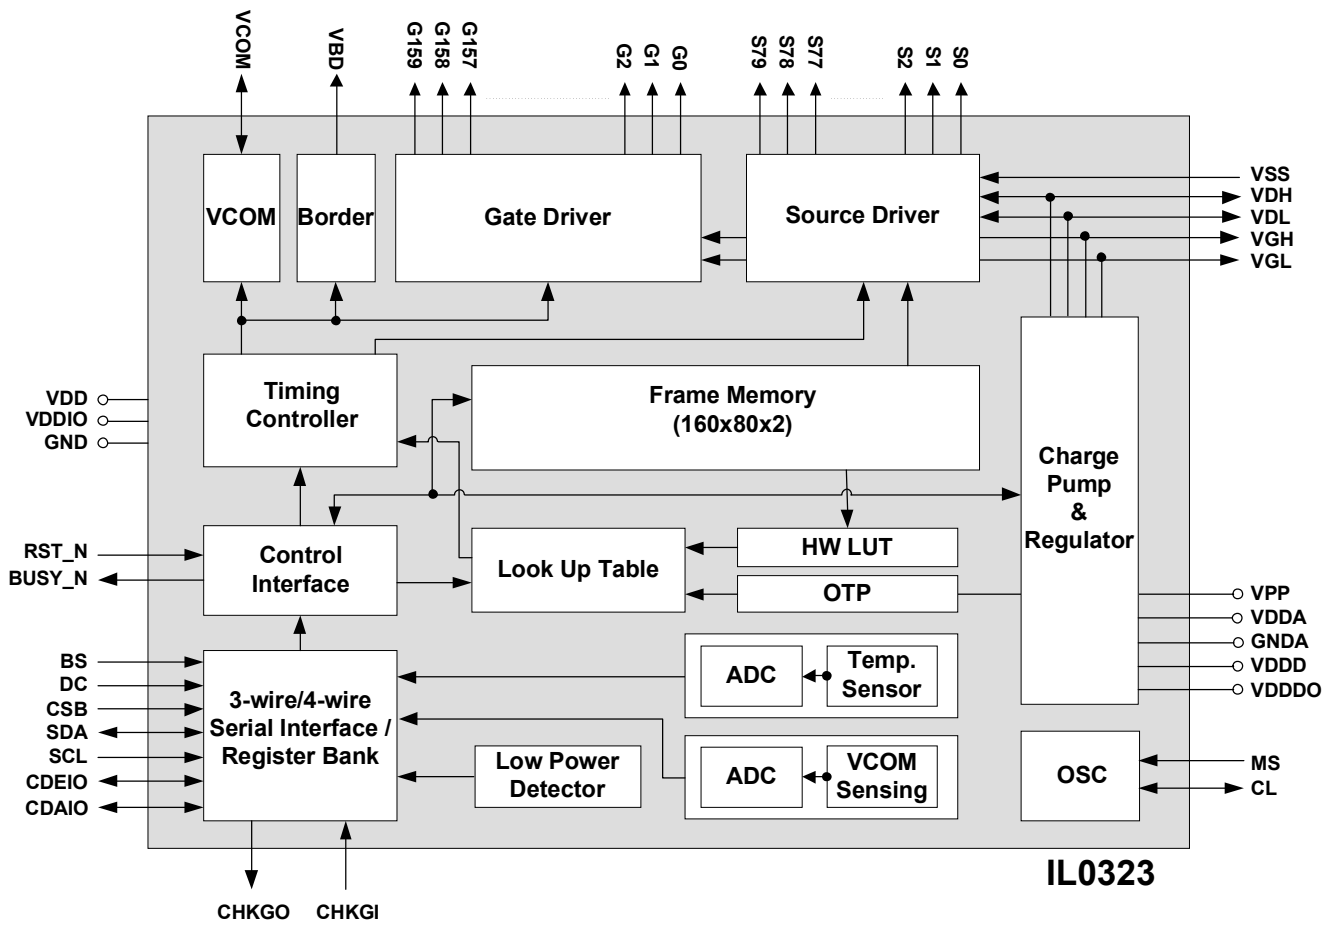 VCOM
VBD
G159
G158
G157
G2
G1
G0
S79
S78
S77
S2
S1
S0
VCOM
Border
Gate Driver
Source Driver
VSS
VDH
VDL
VGH
VGL
VDD
VDDIO
GND
Timing
Controller
Frame Memory
(160x80x2)
Charge
Pump
&
Regulator
RST_N
BUSY_N
Control
Interface
Look Up Table
HW LUT
OTP
VPP
VDDA
GNDA
VDDD
VDDDO
BS
DC
CSB
SDA
SCL
CDEIO
CDAIO
3-wire/4-wire
Serial Interface /
Register Bank
ADC
Temp.
Sensor
Low Power
Detector
ADC
VCOM
Sensing
OSC
MS
CL
IL0323
CHKGO
CHKGI